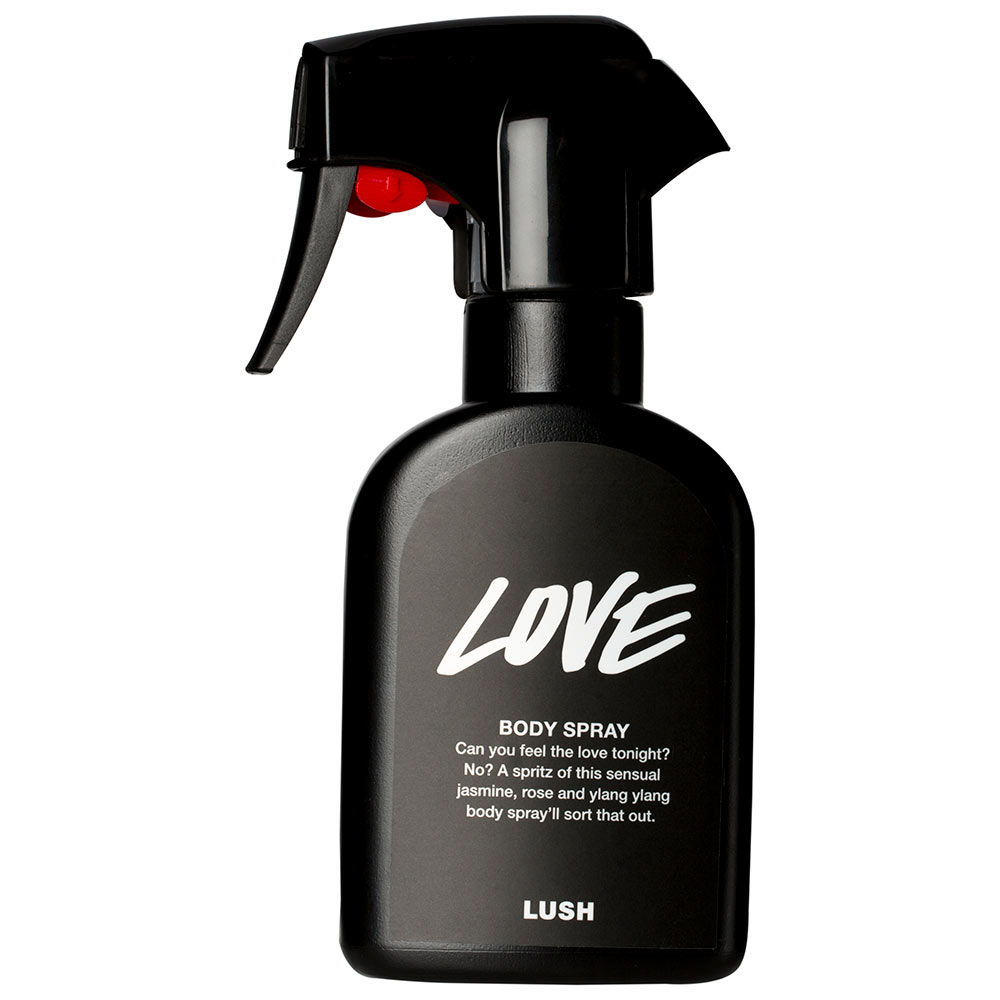 LOVE
BODY SPRAY
Can you feel the love tonight?
No? A spritz of this sensual
jasmine, rose and ylang ylang
body spray'll sort that out.
LUSH